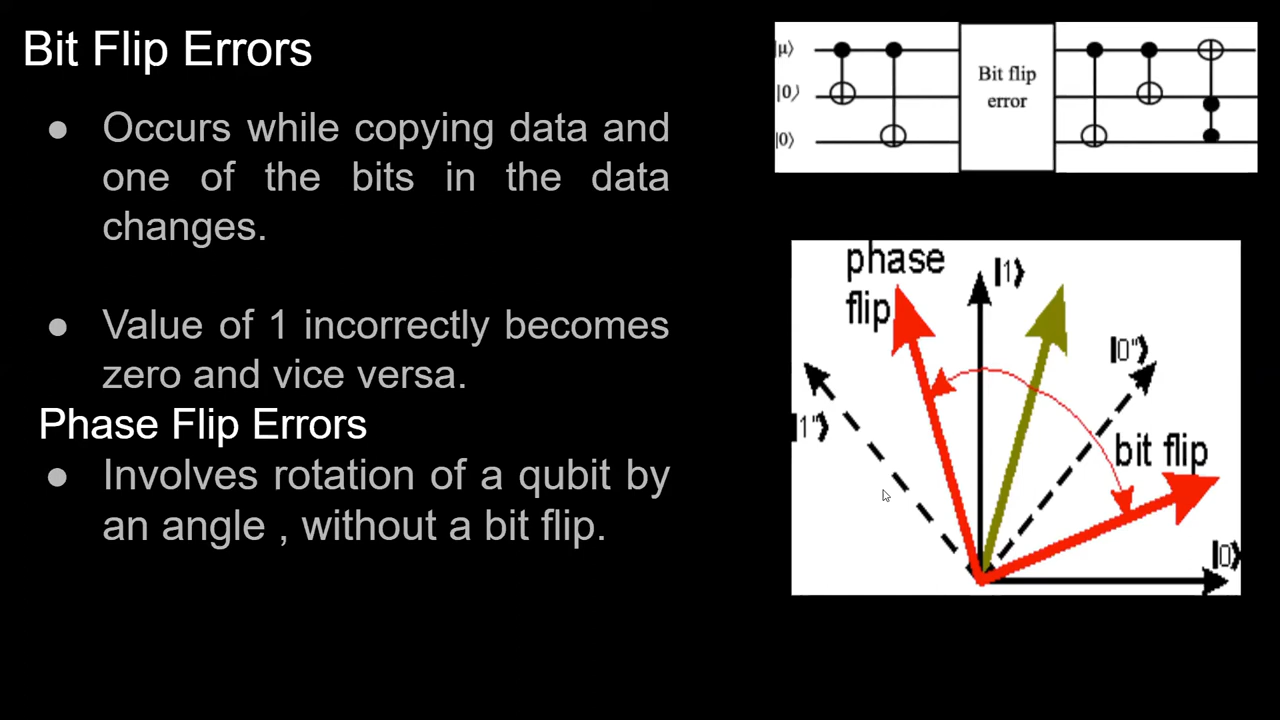 Bit Flip Errors
● Occurs while copying data and
one of the bits in the data
changes.
● Value of 1 incorrectly becomes
zero and vice versa.
Phase Flip Errors
● Involves rotation of a qubit by
an angle , without a bit flip.
|μ⟩
|0⟩
|0⟩
Bit flip
error
phase
flip
|1⟩
|0"⟩
|1"⟩
bit flip
|0⟩